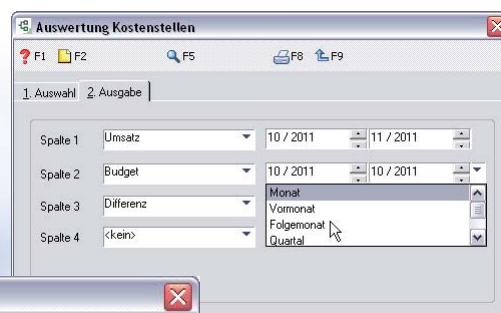 Auswertung Kostenstellen
F1 F2 F5 F8 F9
1. Auswahl 2. Ausgabe
Spalte 1 Umsatz 10 / 2011 11 / 2011
Spalte 2 Budget 10 / 2011 10 / 2011
Monat
Vormonat
Spalte 3 Differenz
Folgemonat
Spalte 4 <kein>
Quartal